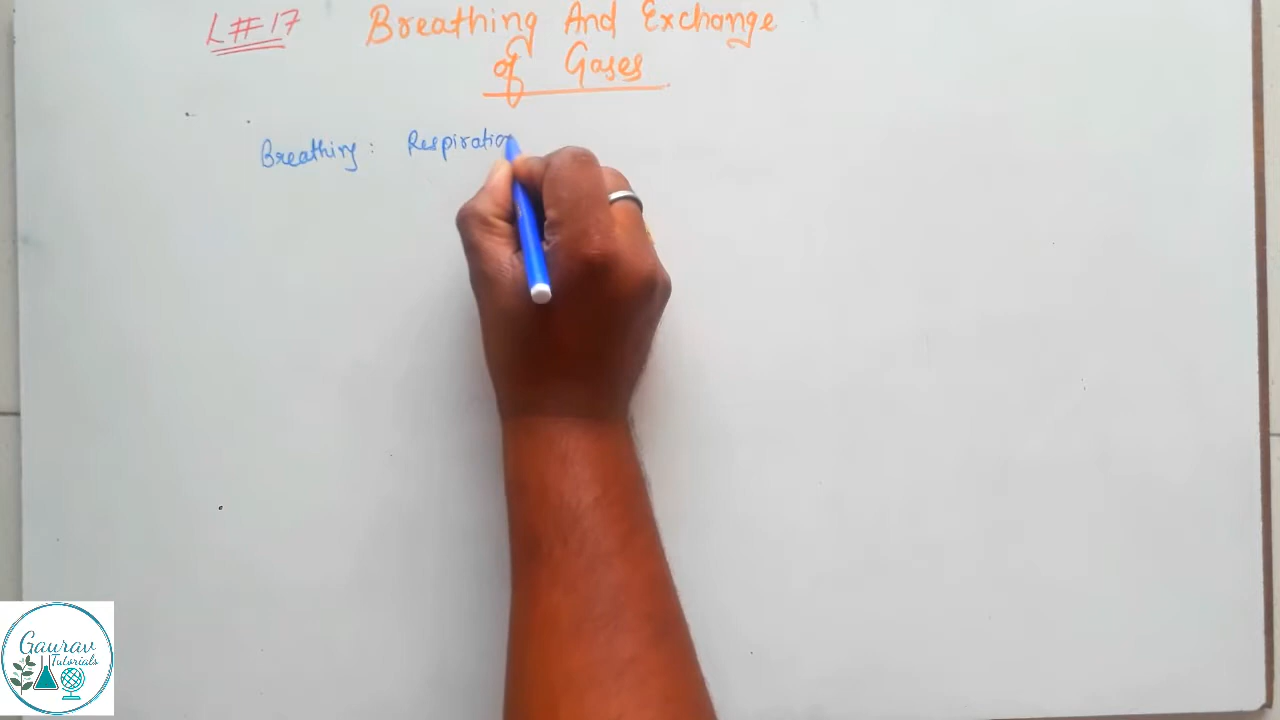 L#17 Breathing And Exchange
of Gases
Breathing: Respiration
Gaurav
Tutorials